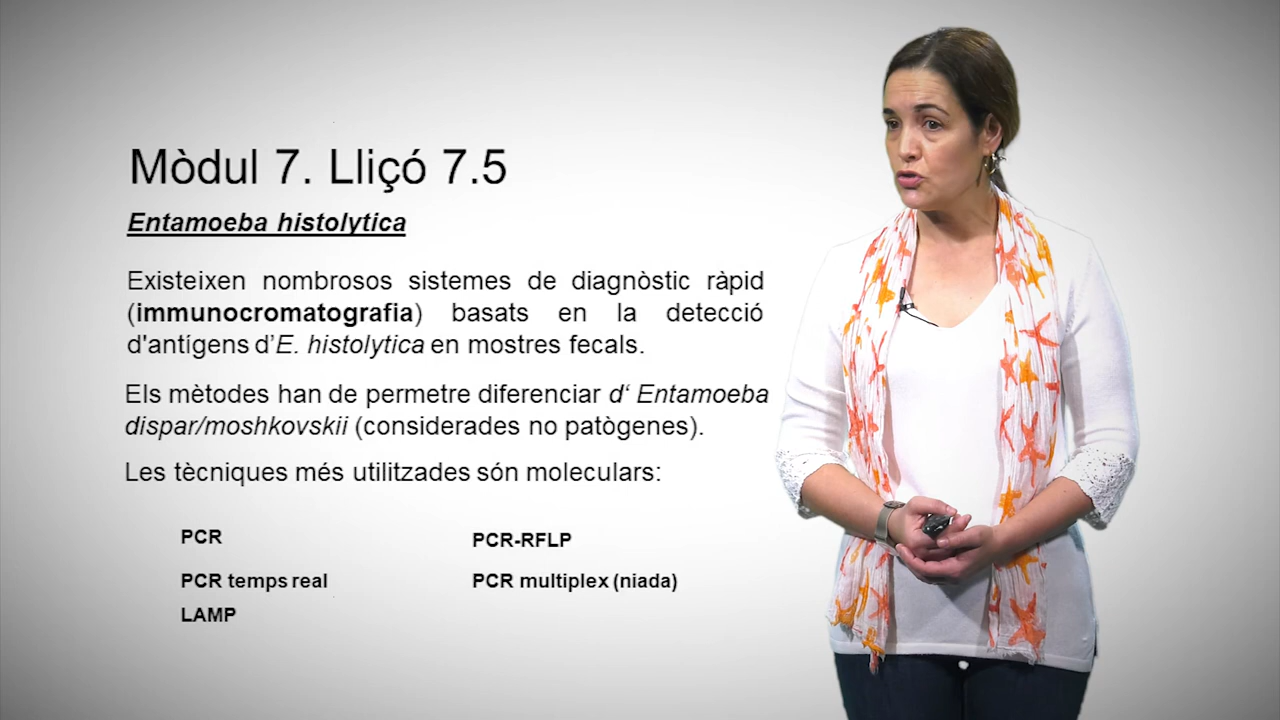 Mòdul 7. Lliçó 7.5
Entamoeba histolytica
Existeixen nombrosos sistemes de diagnòstic ràpid
(immunocromatografia) basats en la detecció
d'antígens d’E. histolytica en mostres fecals.
Els mètodes han de permetre diferenciar d‘ Entamoeba
dispar/moshkovskii (considerades no patògenes).
Les tècniques més utilitzades són moleculars:
PCR
PCR-RFLP
PCR temps real
PCR multiplex (niada)
LAMP